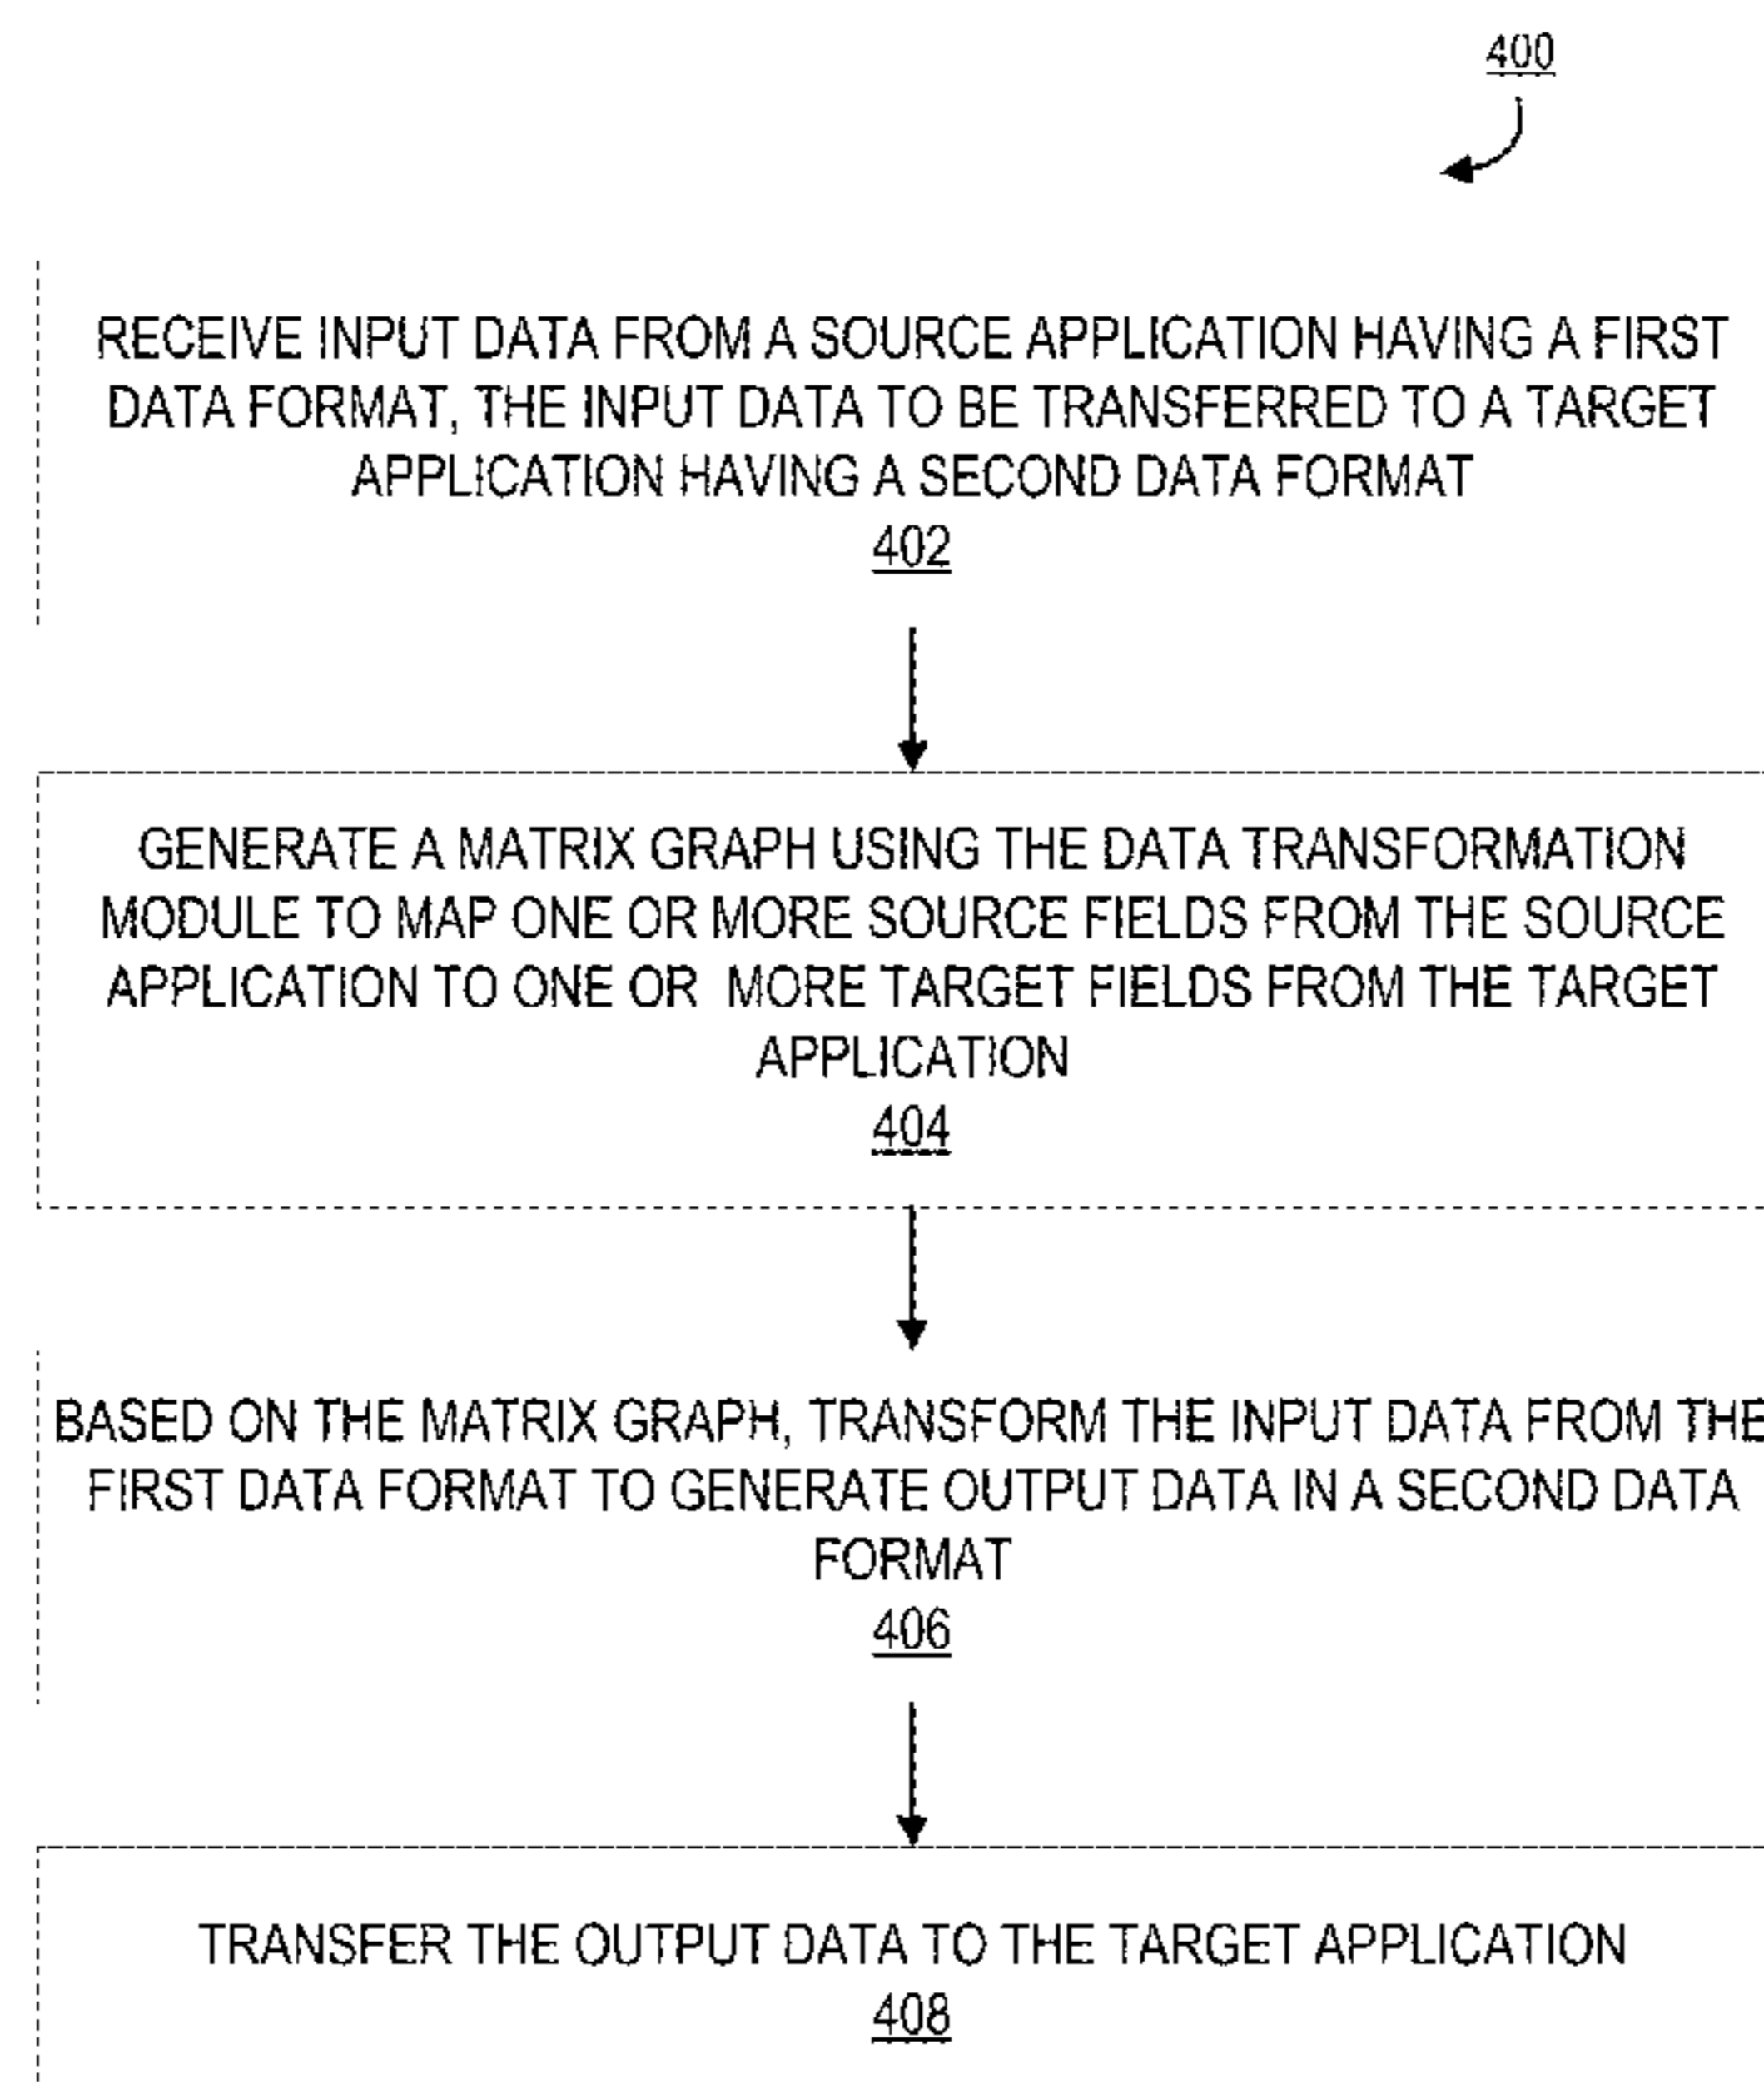 400
RECEIVE INPUT DATA FROM A SOURCE APPLICATION HAVING A FIRST
DATA FORMAT, THE INPUT DATA TO BE TRANSFERRED TO A TARGET
APPLICATION HAVING A SECOND DATA FORMAT
402
GENERATE A MATRIX GRAPH USING THE DATA TRANSFORMATION
MODULE TO MAP ONE OR MORE SOURCE FIELDS FROM THE SOURCE
APPLICATION TO ONE OR MORE TARGET FIELDS FROM THE TARGET
APPLICATION
404
BASED ON THE MATRIX GRAPH, TRANSFORM THE INPUT DATA FROM THE
FIRST DATA FORMAT TO GENERATE OUTPUT DATA IN A SECOND DATA
FORMAT
406
TRANSFER THE OUTPUT DATA TO THE TARGET APPLICATION
408